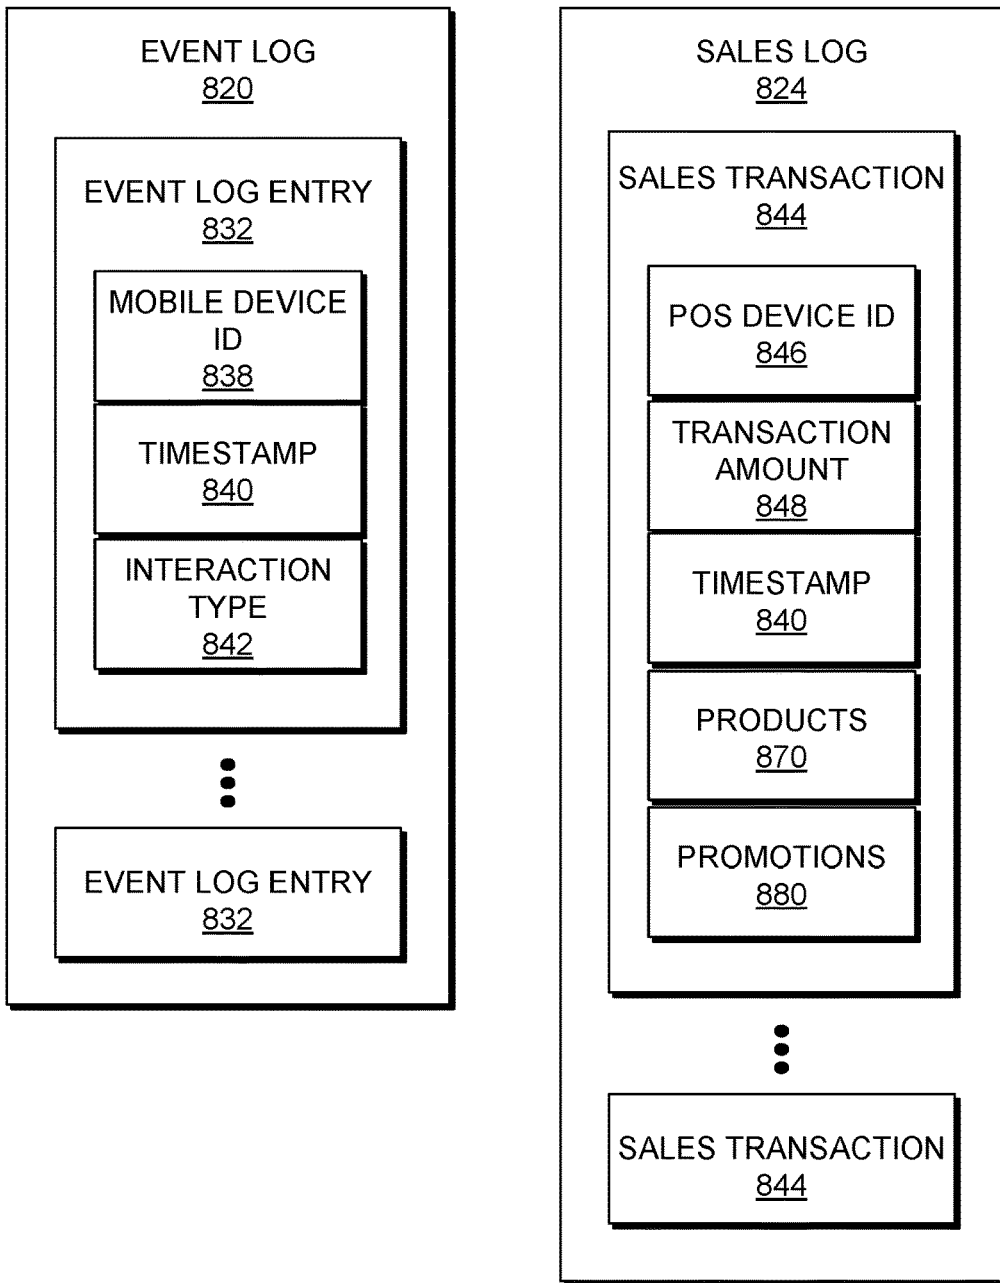 EVENT LOG
820
EVENT LOG ENTRY
832
MOBILE DEVICE
ID
838
TIMESTAMP
840
INTERACTION
TYPE
842
EVENT LOG ENTRY
832
SALES LOG
824
SALES TRANSACTION
844
POS DEVICE ID
846
TRANSACTION
AMOUNT
848
TIMESTAMP
840
PRODUCTS
870
PROMOTIONS
880
SALES TRANSACTION
844